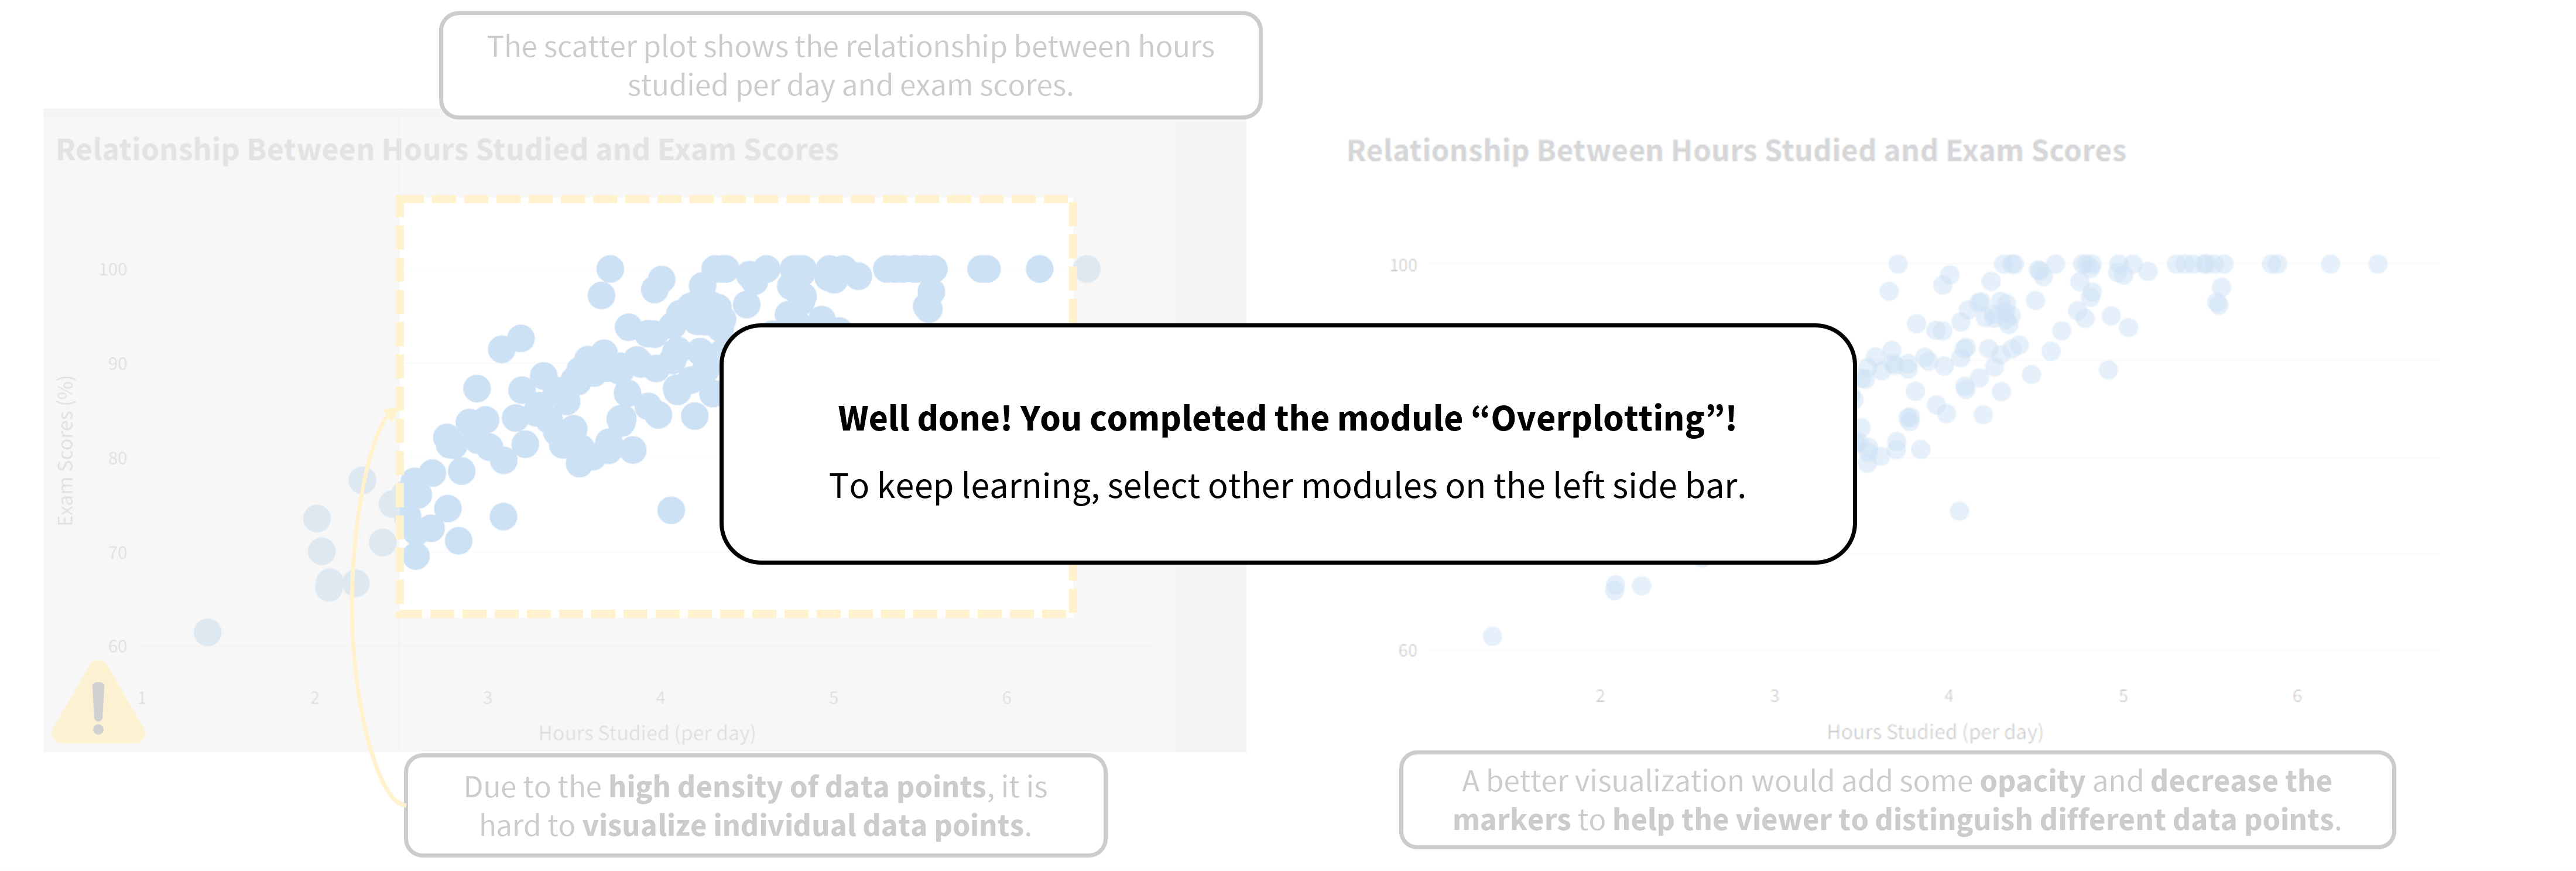 The scatter plot shows the relationship between hours
studied per day and exam scores.
Relationship Between Hours Studied and Exam Scores
100
90
80
70
60
Exam Scores (%)
1 2 3 4 5 6
Hours Studied (per day)
Due to the high density of data points, it is
hard to visualize individual data points.
Well done! You completed the module “Overplotting”!
To keep learning, select other modules on the left side bar.
Relationship Between Hours Studied and Exam Scores
100
60
2 3 4 5 6
Hours Studied (per day)
A better visualization would add some opacity and decrease the
markers to help the viewer to distinguish different data points.